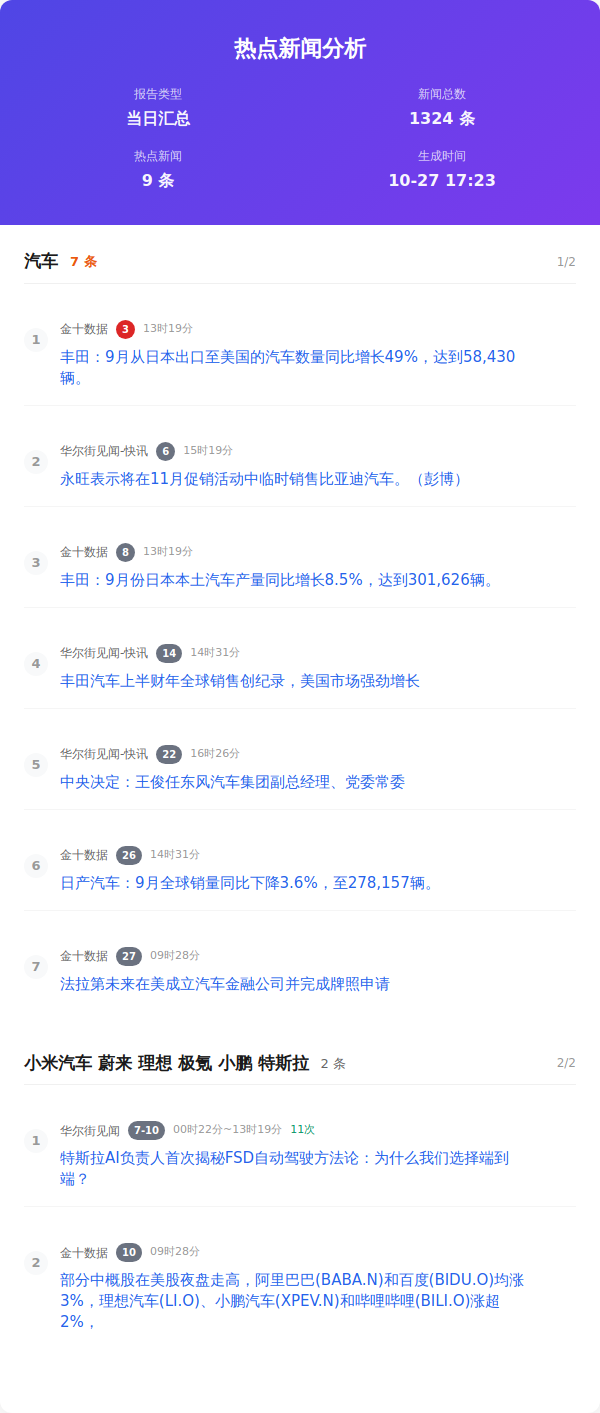 热点新闻分析
报告类型
当日汇总
新闻总数
1324 条
热点新闻
9 条
生成时间
10-27 17:23
汽车 7 条 1/2
1
金十数据 3 13时19分
丰田：9月从日本出口至美国的汽车数量同比增长49%，达到58,430
辆。
2
华尔街见闻-快讯 6 15时19分
永旺表示将在11月促销活动中临时销售比亚迪汽车。（彭博）
3
金十数据 8 13时19分
丰田：9月份日本本土汽车产量同比增长8.5%，达到301,626辆。
4
华尔街见闻-快讯 14 14时31分
丰田汽车上半财年全球销售创纪录，美国市场强劲增长
5
华尔街见闻-快讯 22 16时26分
中央决定：王俊任东风汽车集团副总经理、党委常委
6
金十数据 26 14时31分
日产汽车：9月全球销量同比下降3.6%，至278,157辆。
7
金十数据 27 09时28分
法拉第未来在美成立汽车金融公司并完成牌照申请
小米汽车 蔚来 理想 极氪 小鹏 特斯拉 2 条 2/2
1
华尔街见闻 7-10 00时22分~13时19分 11次
特斯拉AI负责人首次揭秘FSD自动驾驶方法论：为什么我们选择端到
端？
2
金十数据 10 09时28分
部分中概股在美股夜盘走高，阿里巴巴(BABA.N)和百度(BIDU.O)均涨
3%，理想汽车(LI.O)、小鹏汽车(XPEV.N)和哔哩哔哩(BILI.O)涨超
2%，